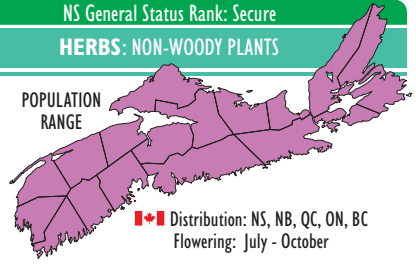 NS General Status Rank: Secure
HERBS: NON-WOODY PLANTS
POPULATION
RANGE
Distribution: NS, NB, QC, ON, BC
Flowering: July - October